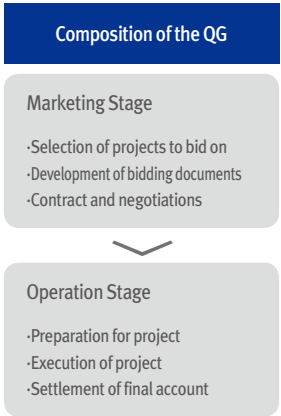 Composition of the QG
Marketing Stage
·Selection of projects to bid on
·Development of bidding documents
·Contract and negotiations
Operation Stage
·Preparation for project
·Execution of project
·Settlement of final account